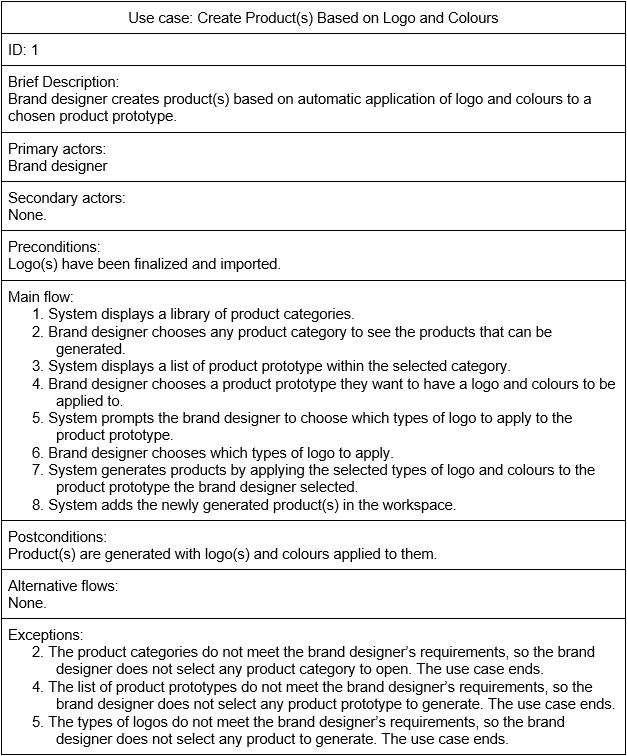 Use case: Create Product(s) Based on Logo and Colours
ID: 1
Brief Description:
Brand designer creates product(s) based on automatic application of logo and colours to a
chosen product prototype.
Primary actors:
Brand designer
Secondary actors:
None.
Preconditions:
Logo(s) have been finalized and imported.
Main flow:
1. System displays a library of product categories.
2. Brand designer chooses any product category to see the products that can be
generated.
3. System displays a list of product prototype within the selected category.
4. Brand designer chooses a product prototype they want to have a logo and colours to be
applied to.
5. System prompts the brand designer to choose which types of logo to apply to the
product prototype.
6. Brand designer chooses which types of logo to apply.
7. System generates products by applying the selected types of logo and colours to the
product prototype the brand designer selected.
8. System adds the newly generated product(s) in the workspace.
Postconditions:
Product(s) are generated with logo(s) and colours applied to them.
Alternative flows:
None.
Exceptions:
2. The product categories do not meet the brand designer's requirements, so the brand
designer does not select any product category to open. The use case ends.
4. The list of product prototypes do not meet the brand designer's requirements, so the
brand designer does not select any product prototype to generate. The use case ends.
5. The types of logos do not meet the brand designer's requirements, so the brand
designer does not select any product to generate. The use case ends.